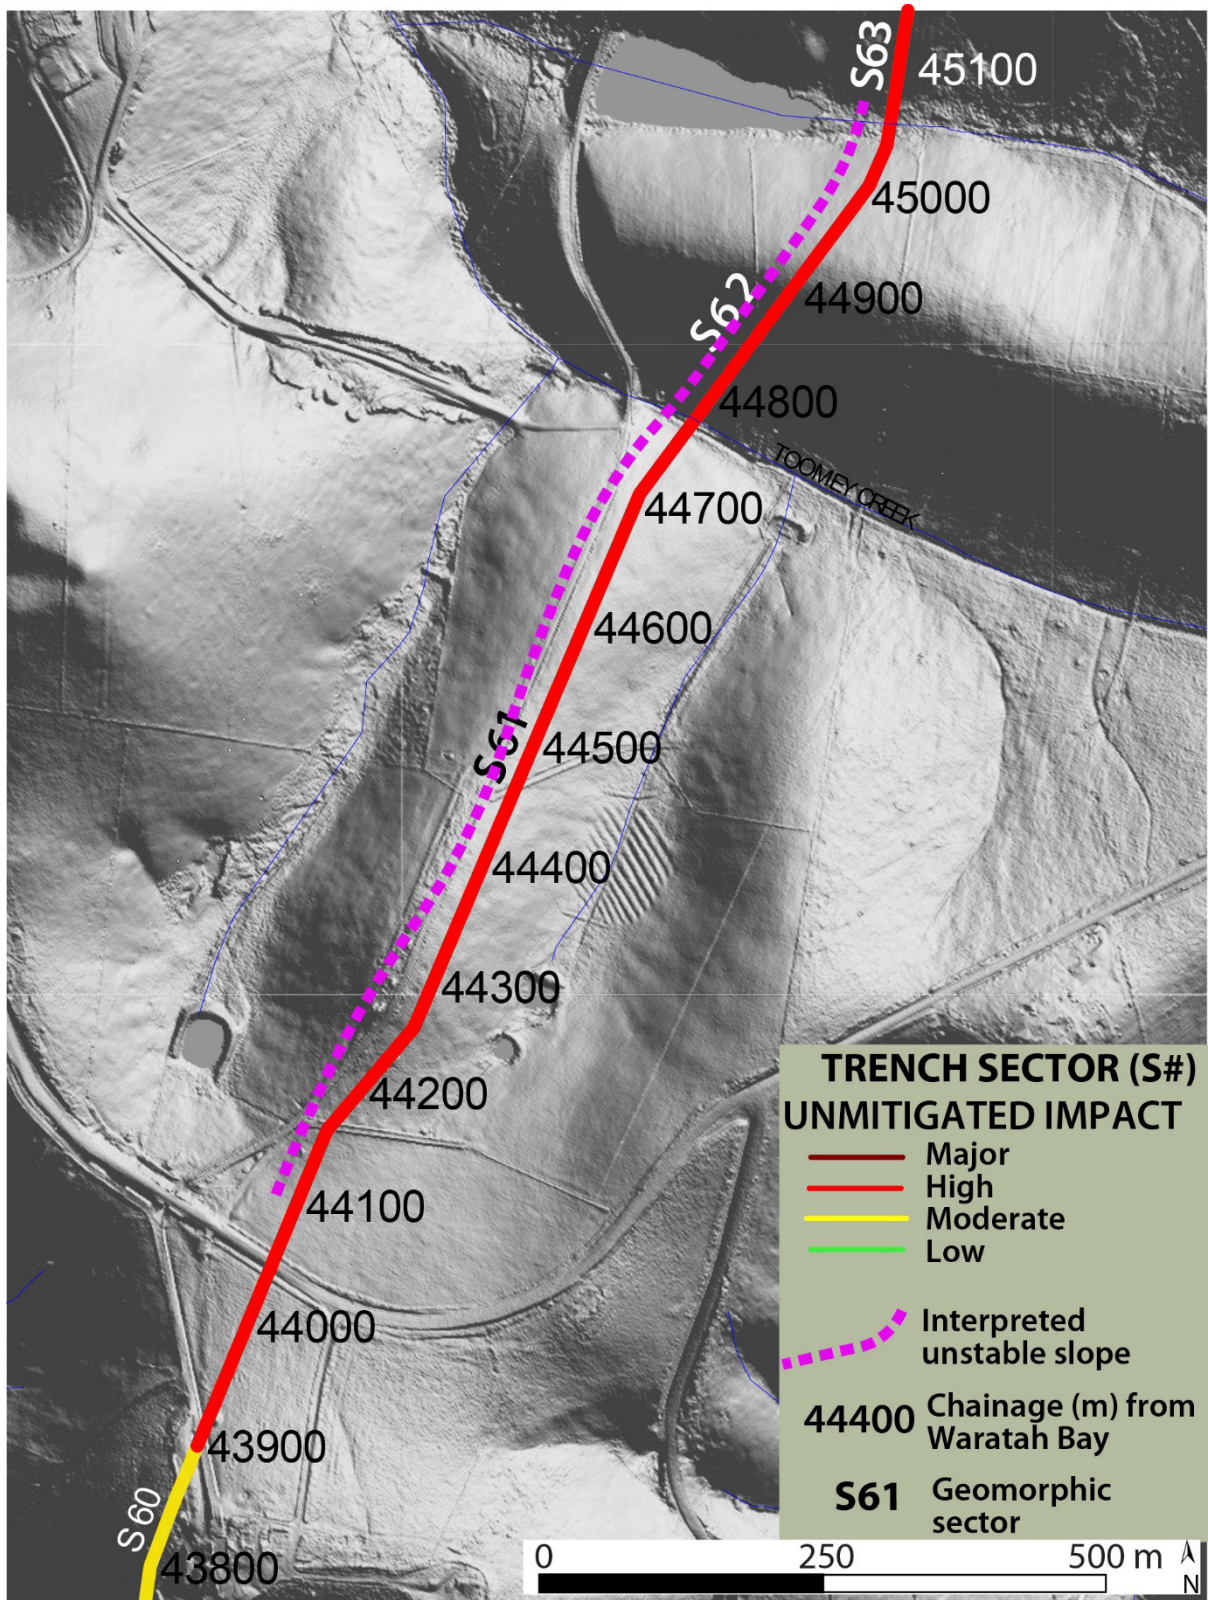 S63
45100
45000
S62
44900
44800
TOOMEY CREEK
44700
44600
S61
44500
44400
44300
44200
44100
44000
43900
S 60
43800
TRENCH SECTOR (S#)
UNMITIGATED IMPACT
Major
High
Moderate
Low
Interpreted
unstable slope
44400 Chainage (m) from
Waratah Bay
S61 Geomorphic
sector
0 250 500 m
N